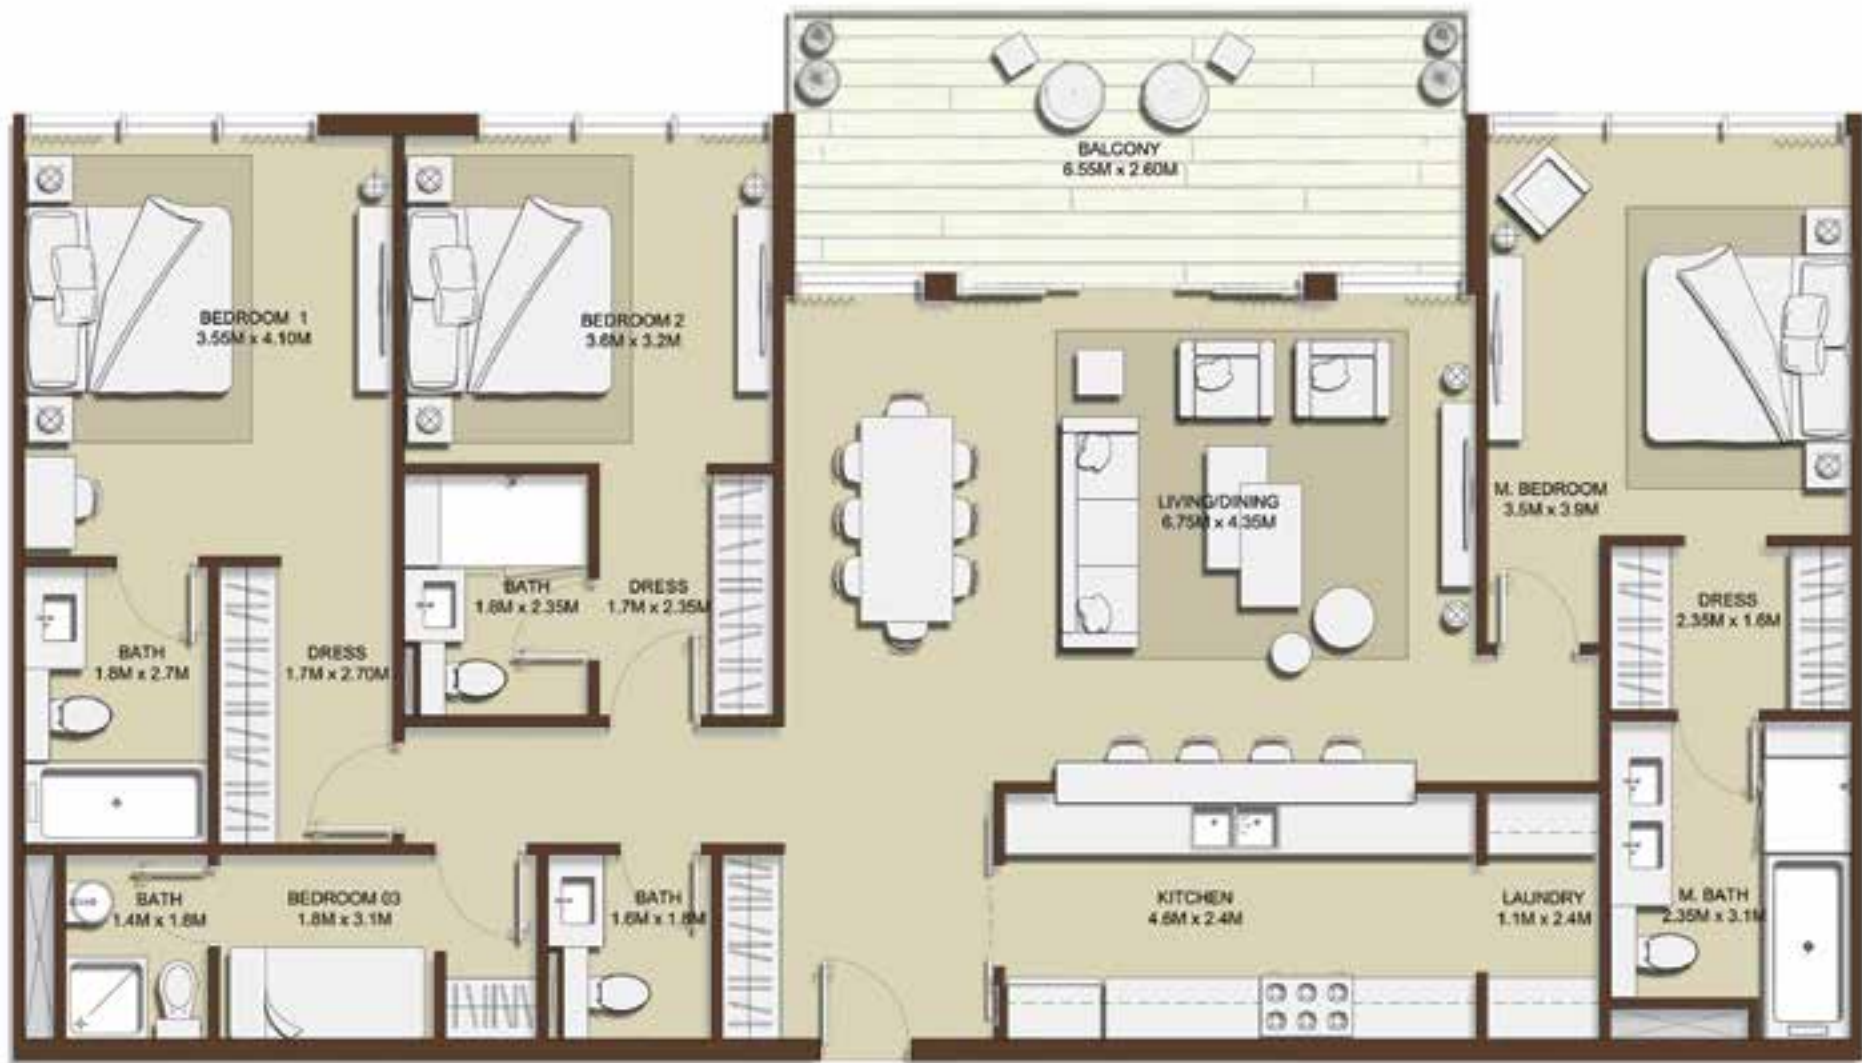 BALCONY
6.55M x 2.60M
BEDROOM 1
3.55M x 4.10M
BEDROOM 2
3.6M x 3.2M
LIVING/DINING
6.75M x 4.35M
M. BEDROOM
3.5M x 3.9M
BATH
1.8M x 2.7M
DRESS
1.7M x 2.70M
BATH
1.8M x 2.35M
DRESS
1.7M x 2.35M
DRESS
2.35M x 1.6M
BATH
1.4M x 1.8M
BEDROOM 03
1.8M x 3.1M
BATH
1.6M x 1.8M
KITCHEN
4.6M x 2.4M
LAUNDRY
1.1M x 2.4M
M. BATH
2.35M x 3.1M